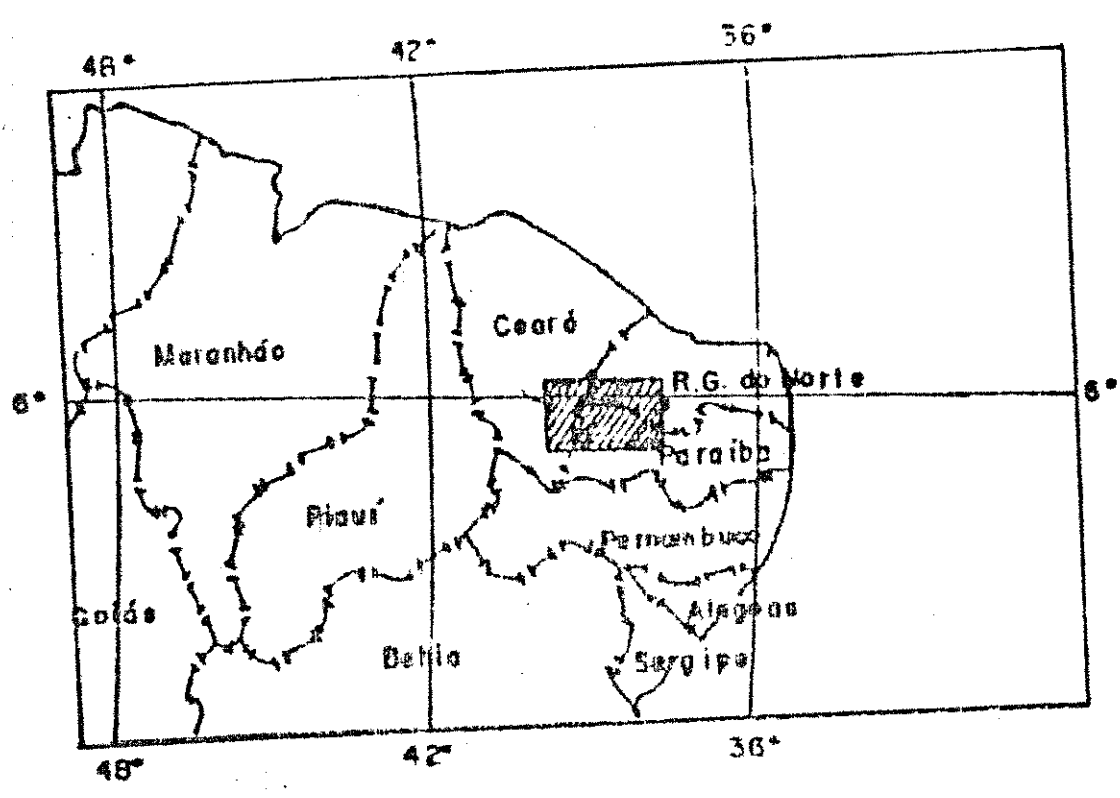 48° 42° 36°
Ceará
Maranhão
R.G. do Norte
6° 6°
Paraíba
Piauí
Pernambuco
Goiás
Alagoas
Bahia
Sergipe
48° 42° 36°